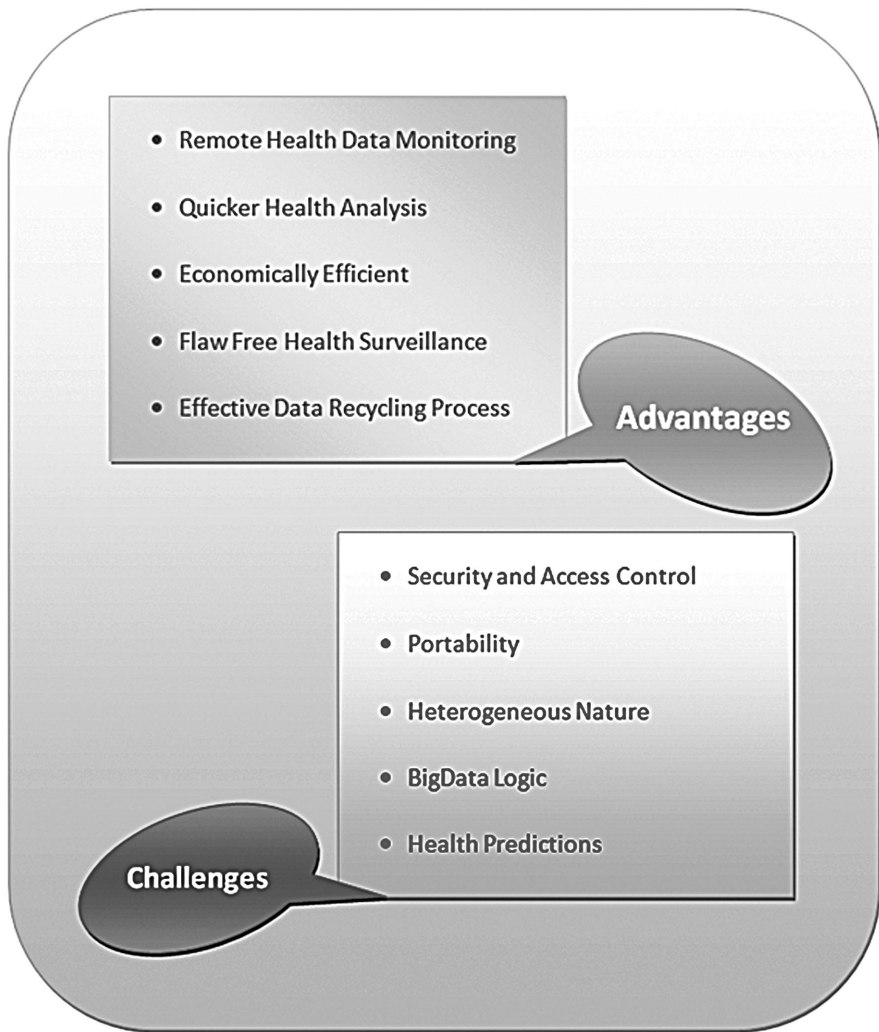 • Remote Health Data Monitoring
• Quicker Health Analysis
• Economically Efficient
• Flaw Free Health Surveillance
• Effective Data Recycling Process
Advantages
• Security and Access Control
• Portability
• Heterogeneous Nature
• BigData Logic
• Health Predictions
Challenges